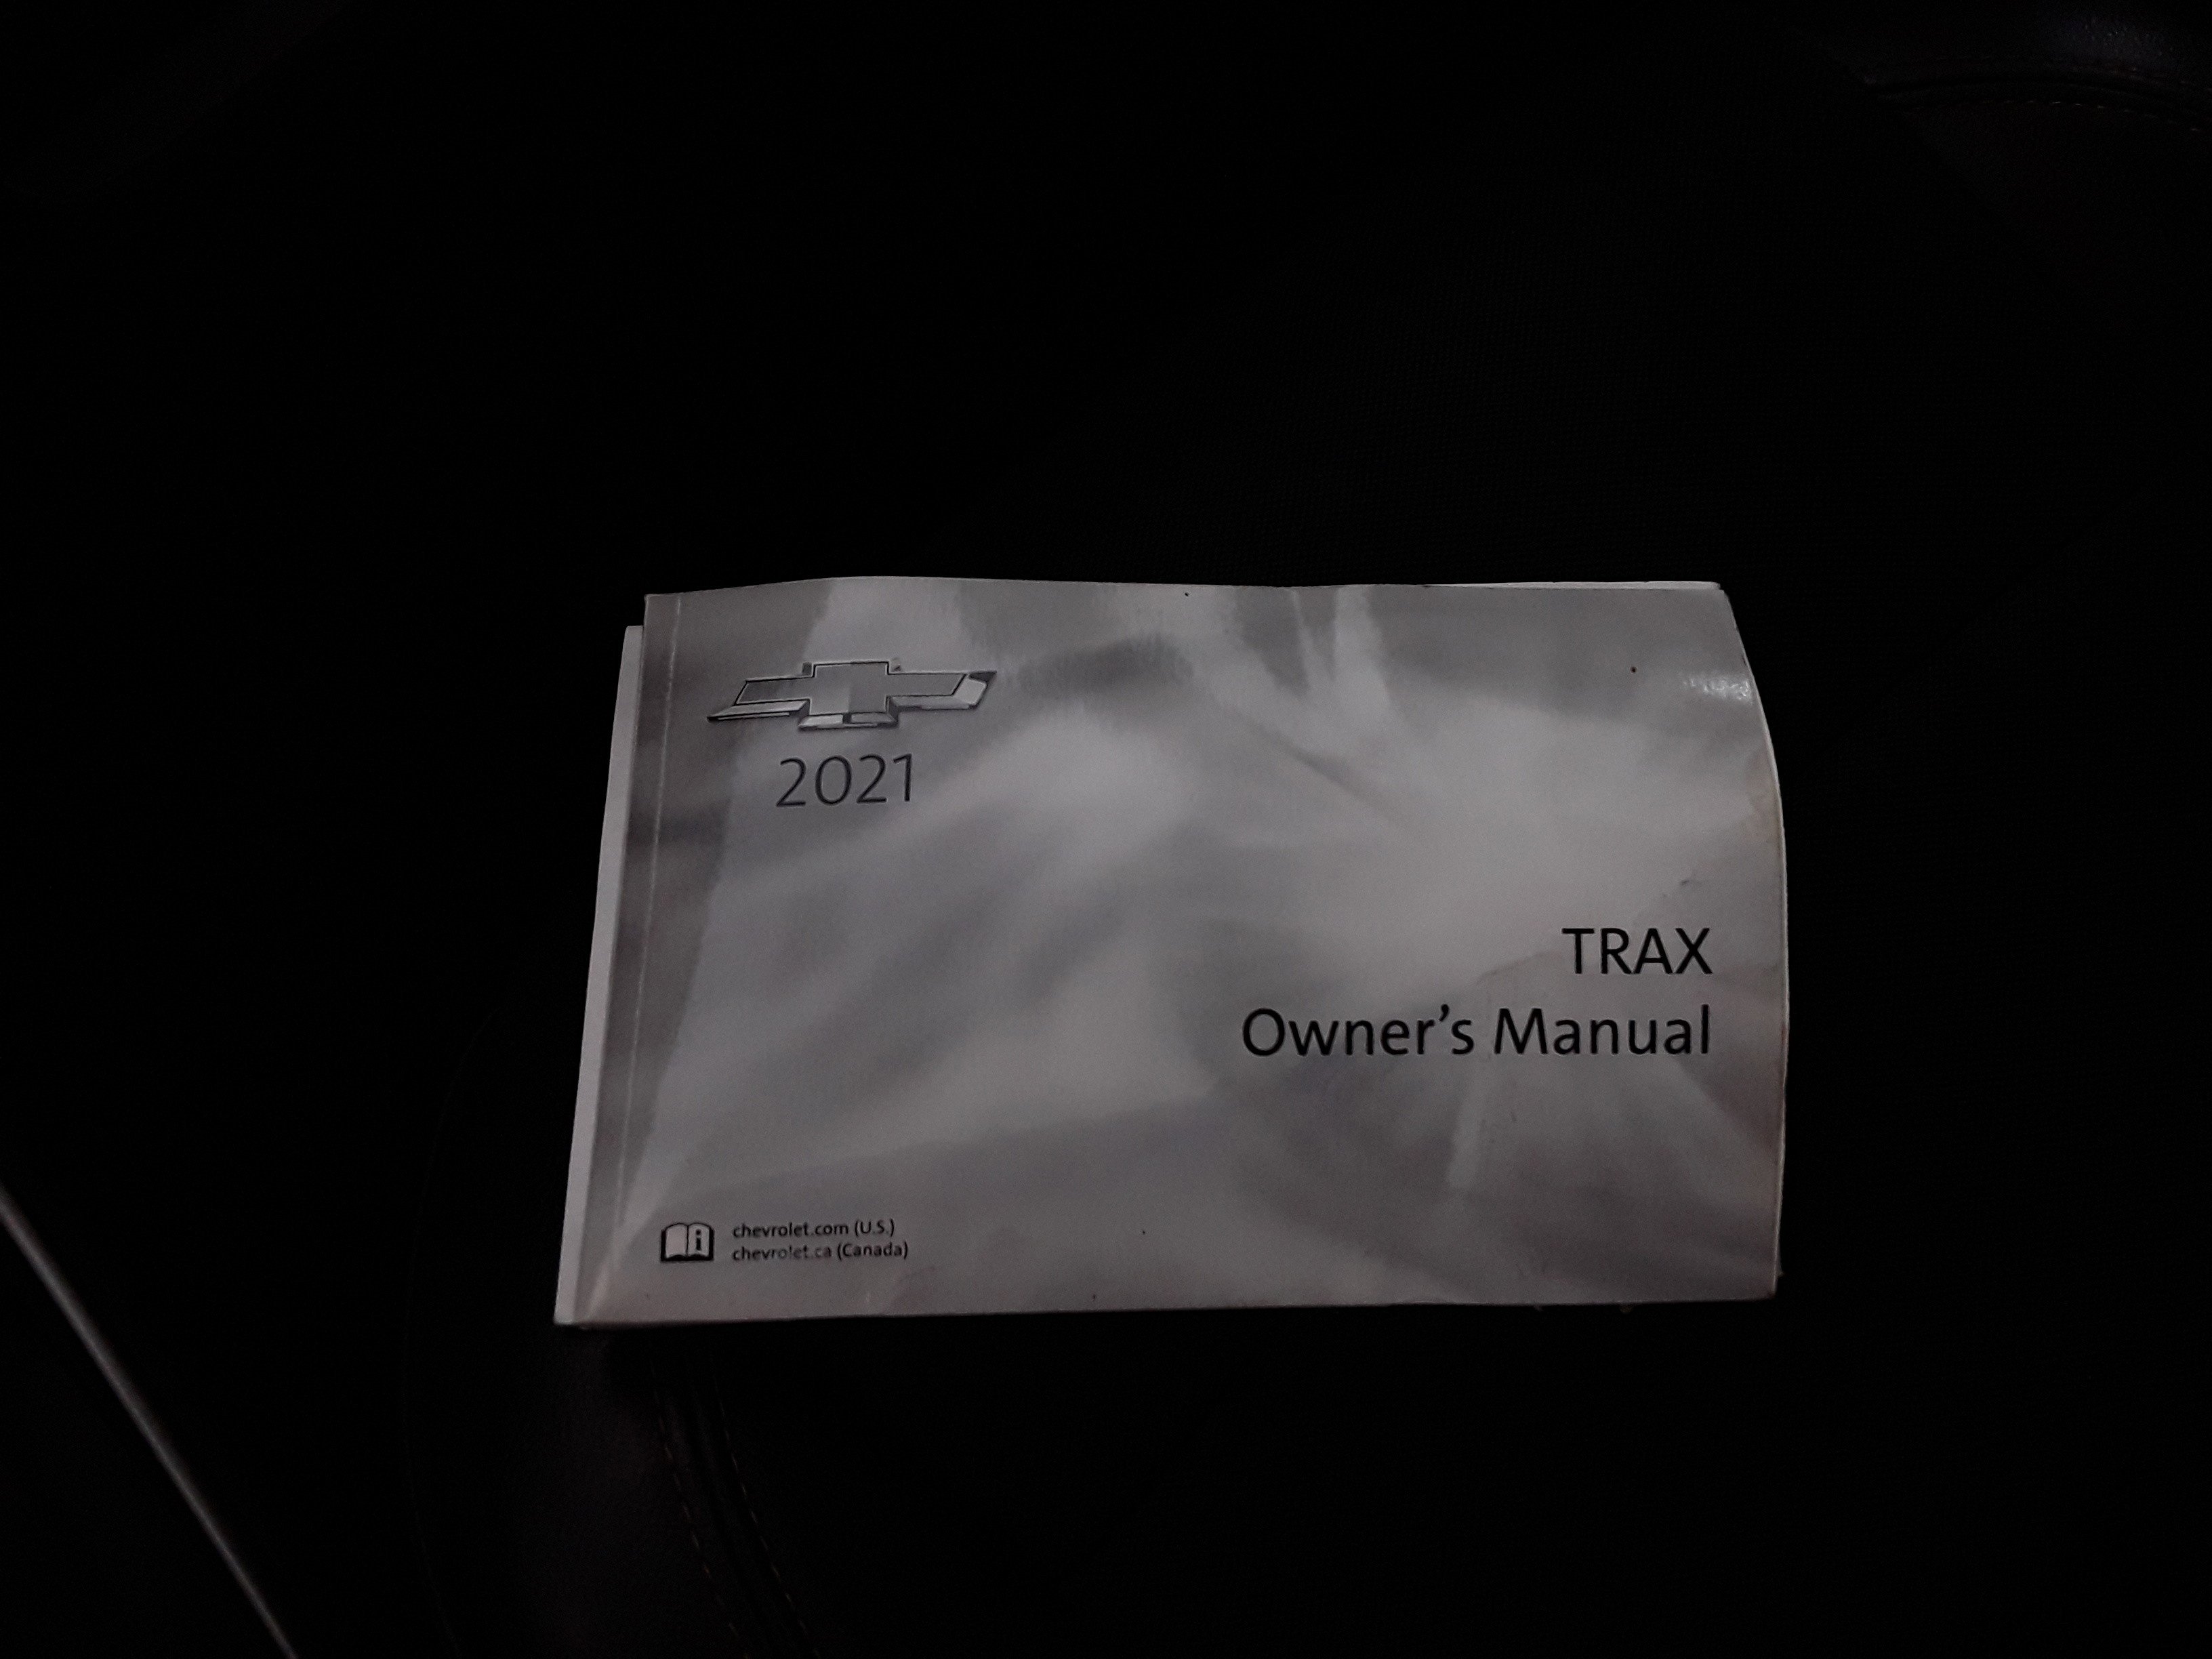 2021
TRAX
Owner's Manual
chevrolet.com (U.S.)
chevrolet.ca (Canada)